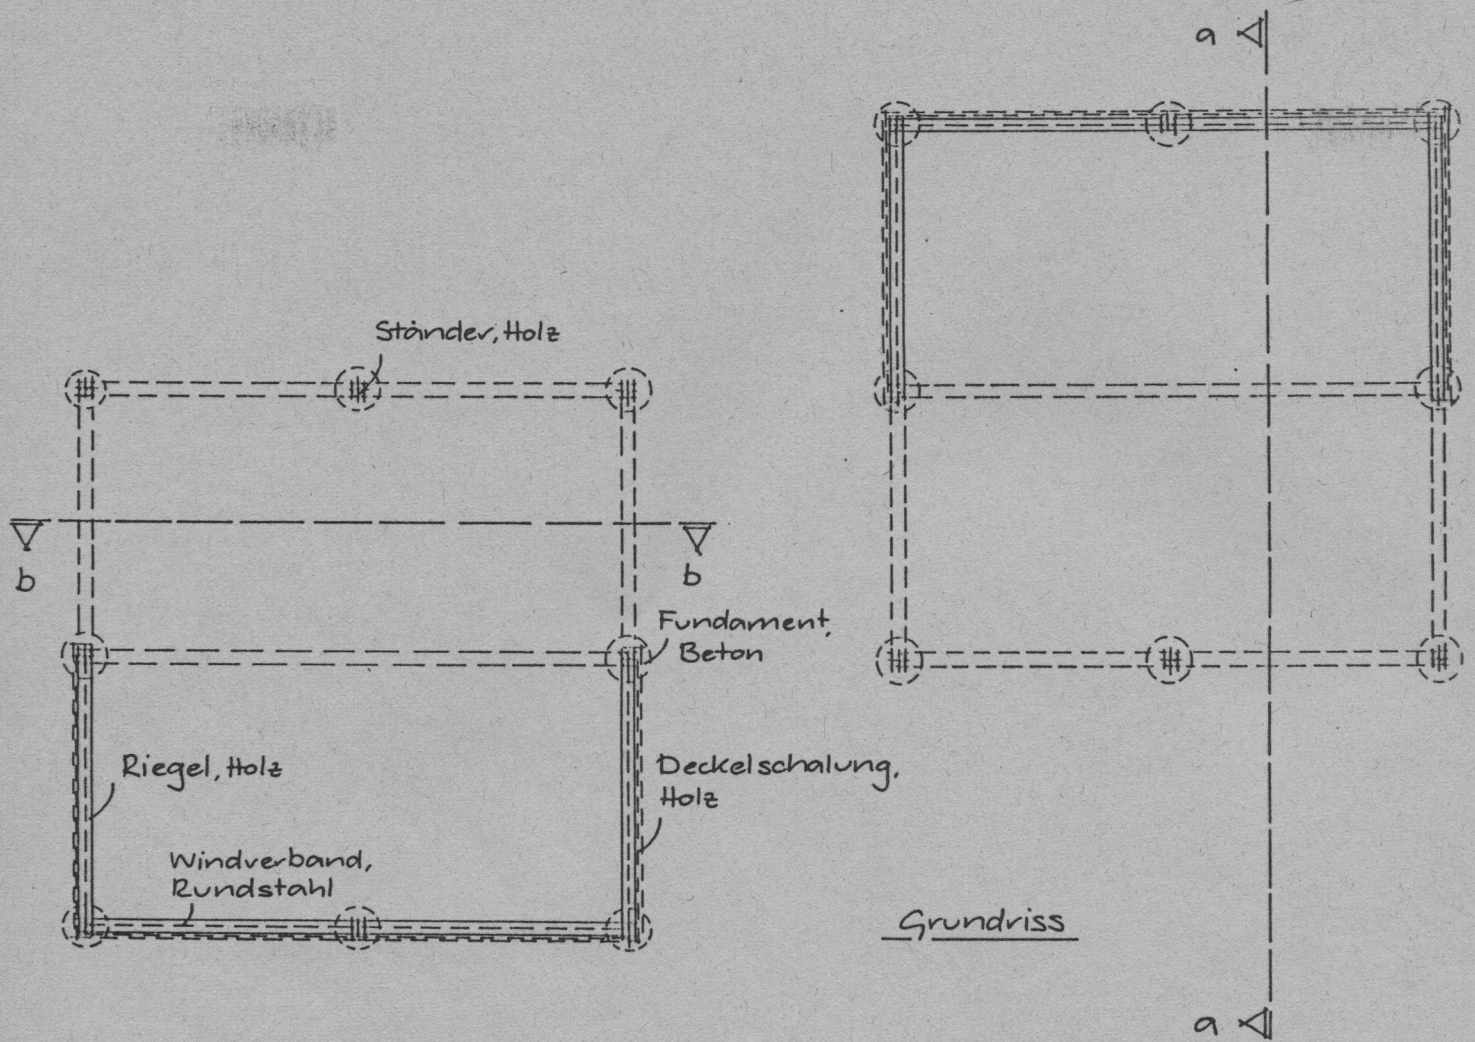 a
Ständer, Holz
b
b
Fundament,
Beton
Riegel, Holz
Deckelschalung,
Holz
Windverband,
Rundstahl
Grundriss
a